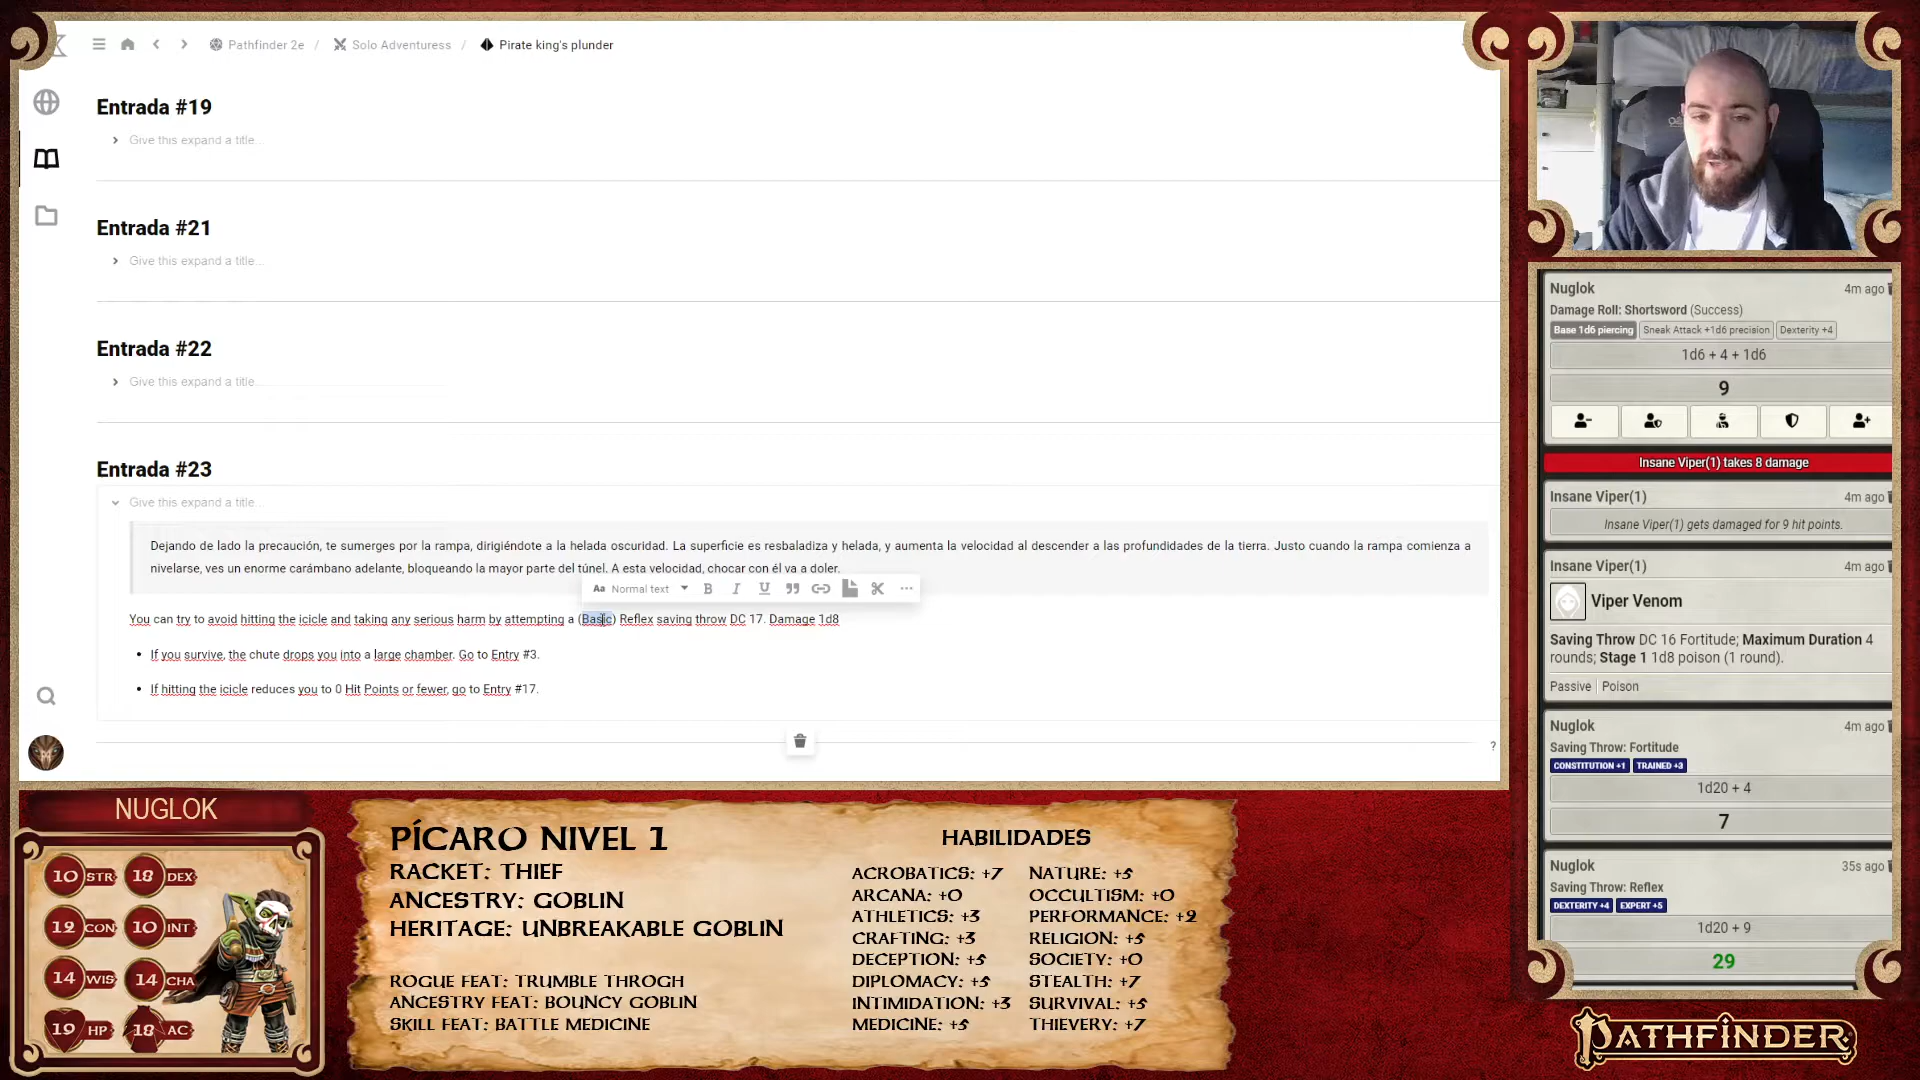 Pathfinder 2e / Solo Adventuress / Pirate king's plunder
Entrada #19
Give this expand a title...
Entrada #21
Give this expand a title...
Entrada #22
Give this expand a title...
Entrada #23
Give this expand a title...
Dejando de lado la precaución, te sumerges por la rampa, dirigiéndote a la helada oscuridad. La superficie es resbaladiza y helada, y aumenta la velocidad al descender a las profundidades de la tierra. Justo cuando la rampa comienza a
nivelarse, ves un enorme carámbano adelante, bloqueando la mayor parte del túnel. A esta velocidad, chocar con él va a doler.
Aa Normal text B I U
You can try to avoid hitting the icicle and taking any serious harm by attempting a (Basic) Reflex saving throw DC 17. Damage 1d8
• If you survive, the chute drops you into a large chamber. Go to Entry #3.
• If hitting the icicle reduces you to 0 Hit Points or fewer, go to Entry #17.
?
Nuglok 4m ago
Damage Roll: Shortsword (Success)
Base 1d6 piercing Sneak Attack +1d6 precision Dexterity +4
1d6 + 4 + 1d6
9
Insane Viper(1) takes 8 damage
Insane Viper(1) 4m ago
Insane Viper(1) gets damaged for 9 hit points.
Insane Viper(1) 4m ago
Viper Venom
Saving Throw DC 16 Fortitude; Maximum Duration 4
rounds; Stage 1 1d8 poison (1 round).
Passive Poison
Nuglok 4m ago
Saving Throw: Fortitude
CONSTITUTION +1 TRAINED +3
1d20 + 4
7
Nuglok 35s ago
Saving Throw: Reflex
DEXTERITY +4 EXPERT +5
1d20 + 9
29
NUGLOK
10 STR 18 DEX
12 CON 10 INT
14 WIS 14 CHA
19 HP 18 AC
PÍCARO NIVEL 1
RACKET: THIEF
ANCESTRY: GOBLIN
HERITAGE: UNBREAKABLE GOBLIN
ROGUE FEAT: TRUMBLE THROGH
ANCESTRY FEAT: BOUNCY GOBLIN
SKILL FEAT: BATTLE MEDICINE
HABILIDADES
ACROBATICS: +7
ARCANA: +0
ATHLETICS: +3
CRAFTING: +3
DECEPTION: +5
DIPLOMACY: +5
INTIMIDATION: +3
MEDICINE: +5
NATURE: +5
OCCULTISM: +0
PERFORMANCE: +2
RELIGION: +5
SOCIETY: +0
STEALTH: +7
SURVIVAL: +5
THIEVERY: +7
PATHFINDER